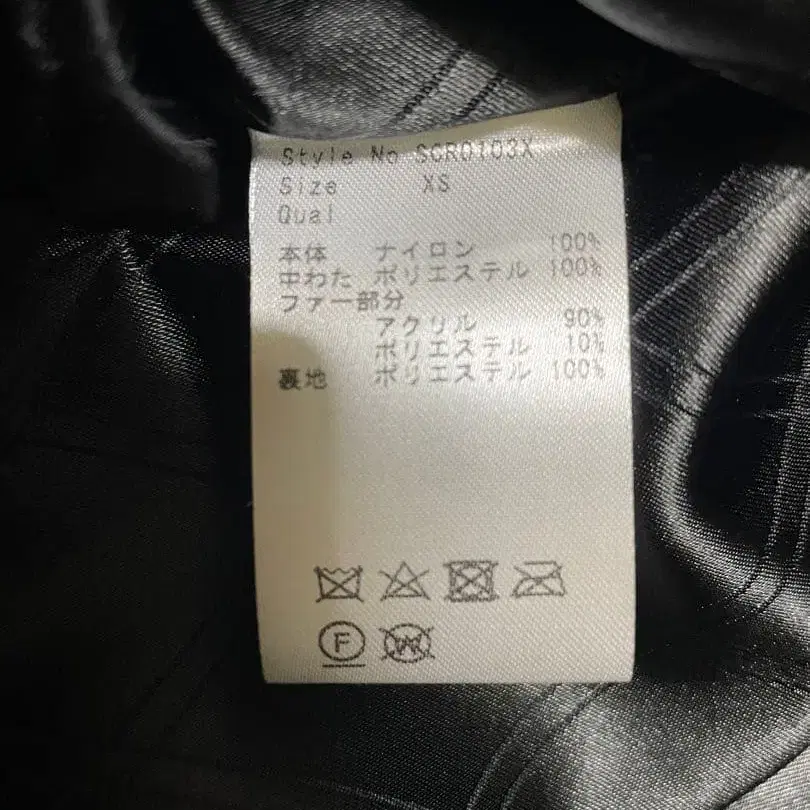 Style No SCR0103X
Size XS
Qual
本体 ナイロン 100%
中わた ポリエステル 100%
ファー部分
アクリル 90%
ポリエステル 10%
裏地 ポリエステル 100%
F W